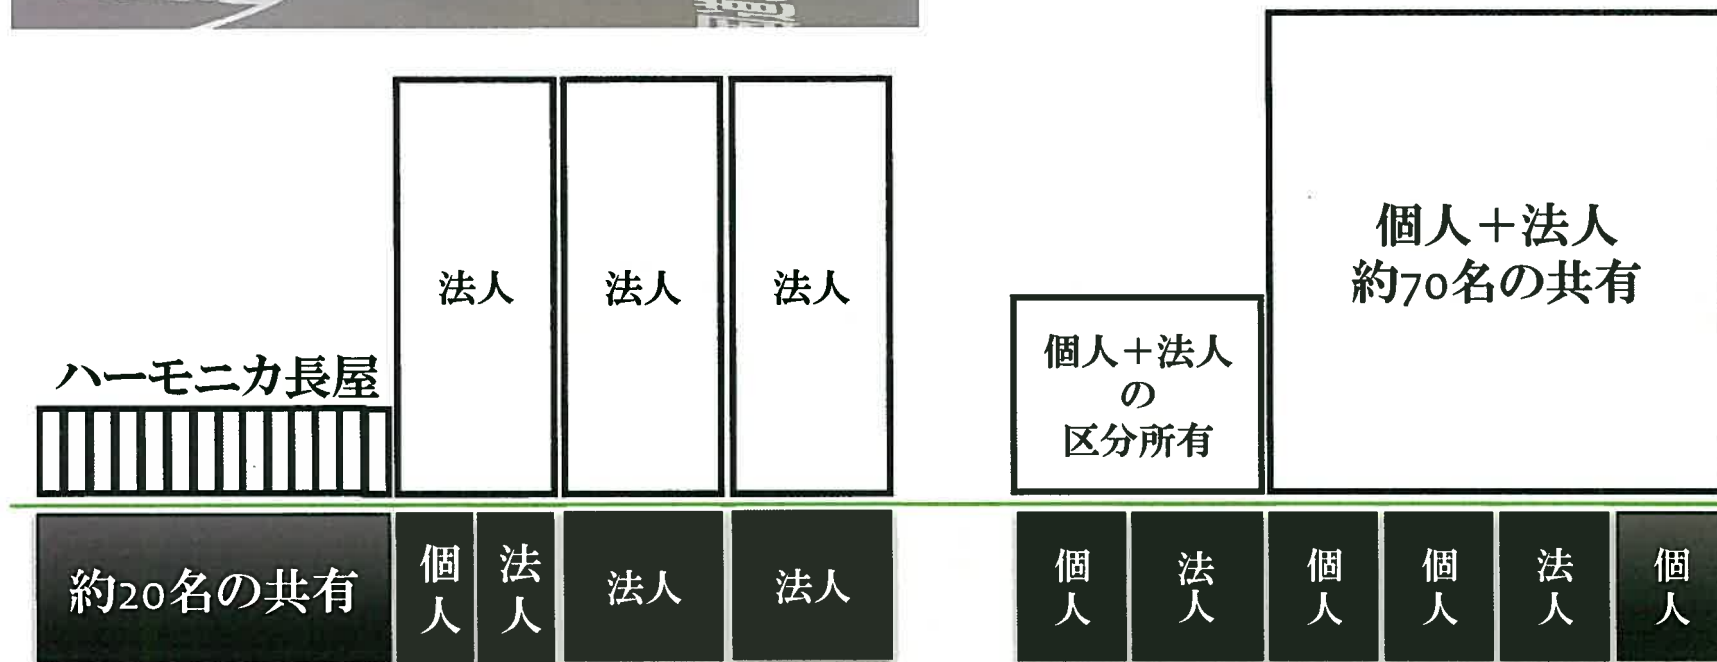 法人
法人
法人
ハーモニカ長屋
個人＋法人
約70名の共有
個人＋法人
の
区分所有
約20名の共有
個人
法人
法人
法人
個人
法人
個人
個人
法人
個人